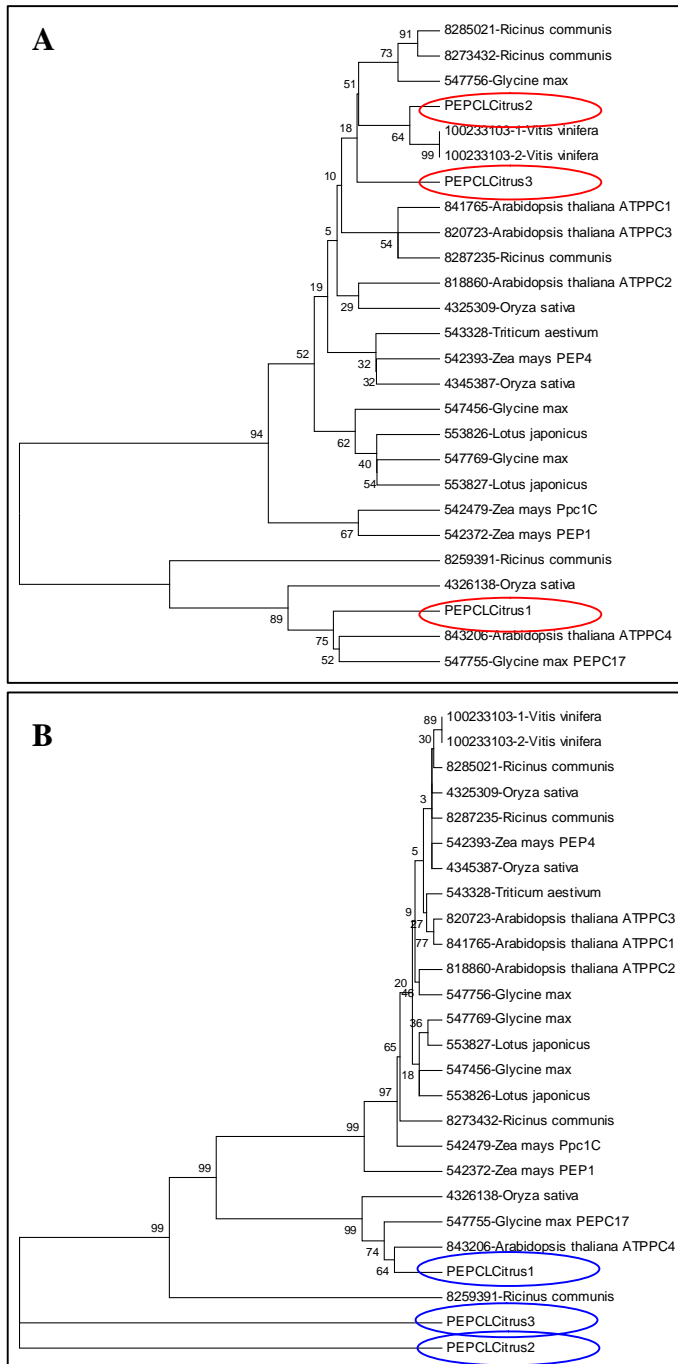 A
8285021-Ricinus communis
91
8273432-Ricinus communis
73
547756-Glycine max
51
PEPCLCitrus2
18
64
100233103-1-Vitis vinifera
99
100233103-2-Vitis vinifera
10
PEPCLCitrus3
841765-Arabidopsis thaliana ATPPC1
5
820723-Arabidopsis thaliana ATPPC3
54
8287235-Ricinus communis
19
818860-Arabidopsis thaliana ATPPC2
29
4325309-Oryza sativa
543328-Triticum aestivum
52
542393-Zea mays PEP4
32
32
4345387-Oryza sativa
547456-Glycine max
94
553826-Lotus japonicus
62
547769-Glycine max
40
54
553827-Lotus japonicus
542479-Zea mays Ppc1C
67
542372-Zea mays PEP1
8259391-Ricinus communis
4326138-Oryza sativa
89
PEPCLCitrus1
75
843206-Arabidopsis thaliana ATPPC4
52
547755-Glycine max PEPC17
B
89
100233103-1-Vitis vinifera
30
100233103-2-Vitis vinifera
8285021-Ricinus communis
3
4325309-Oryza sativa
8287235-Ricinus communis
542393-Zea mays PEP4
5
4345387-Oryza sativa
543328-Triticum aestivum
9
27
820723-Arabidopsis thaliana ATPPC3
77
841765-Arabidopsis thaliana ATPPC1
818860-Arabidopsis thaliana ATPPC2
20
46
547756-Glycine max
36
547769-Glycine max
553827-Lotus japonicus
65
18
547456-Glycine max
553826-Lotus japonicus
97
8273432-Ricinus communis
99
542479-Zea mays Ppc1C
542372-Zea mays PEP1
99
4326138-Oryza sativa
99
547755-Glycine max PEPC17
99
74
843206-Arabidopsis thaliana ATPPC4
64
PEPCLCitrus1
8259391-Ricinus communis
PEPCLCitrus3
PEPCLCitrus2